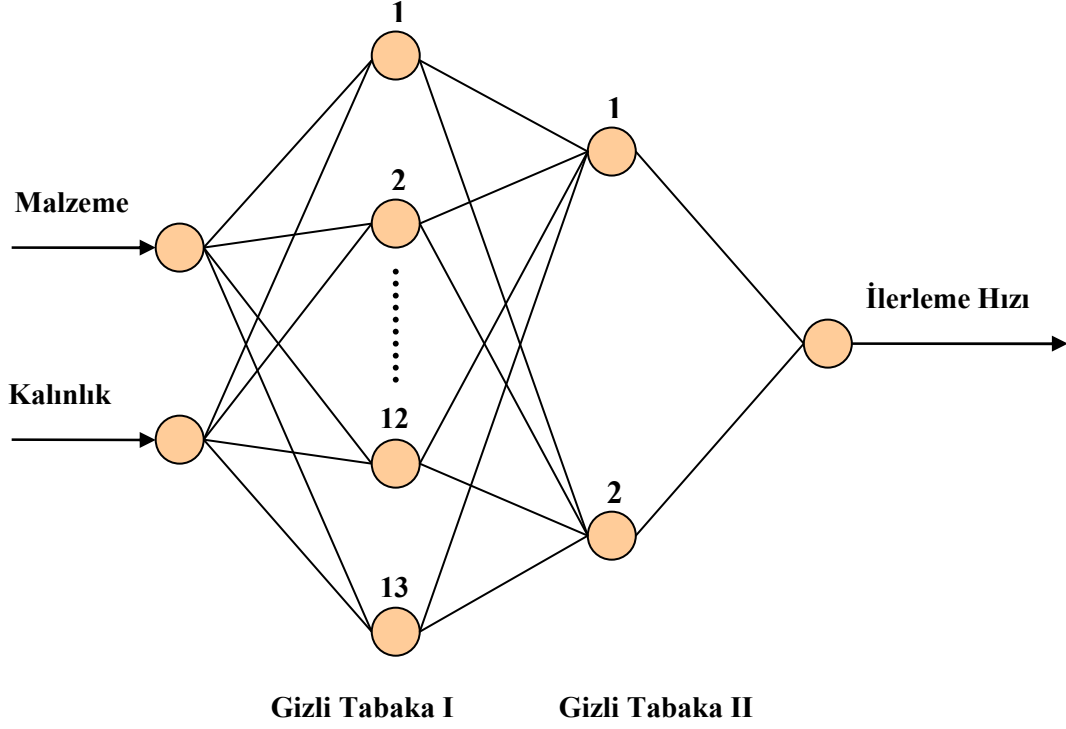 1
1
2
Malzeme
İlerleme Hızı
Kalınlık
12
2
13
Gizli Tabaka I
Gizli Tabaka II